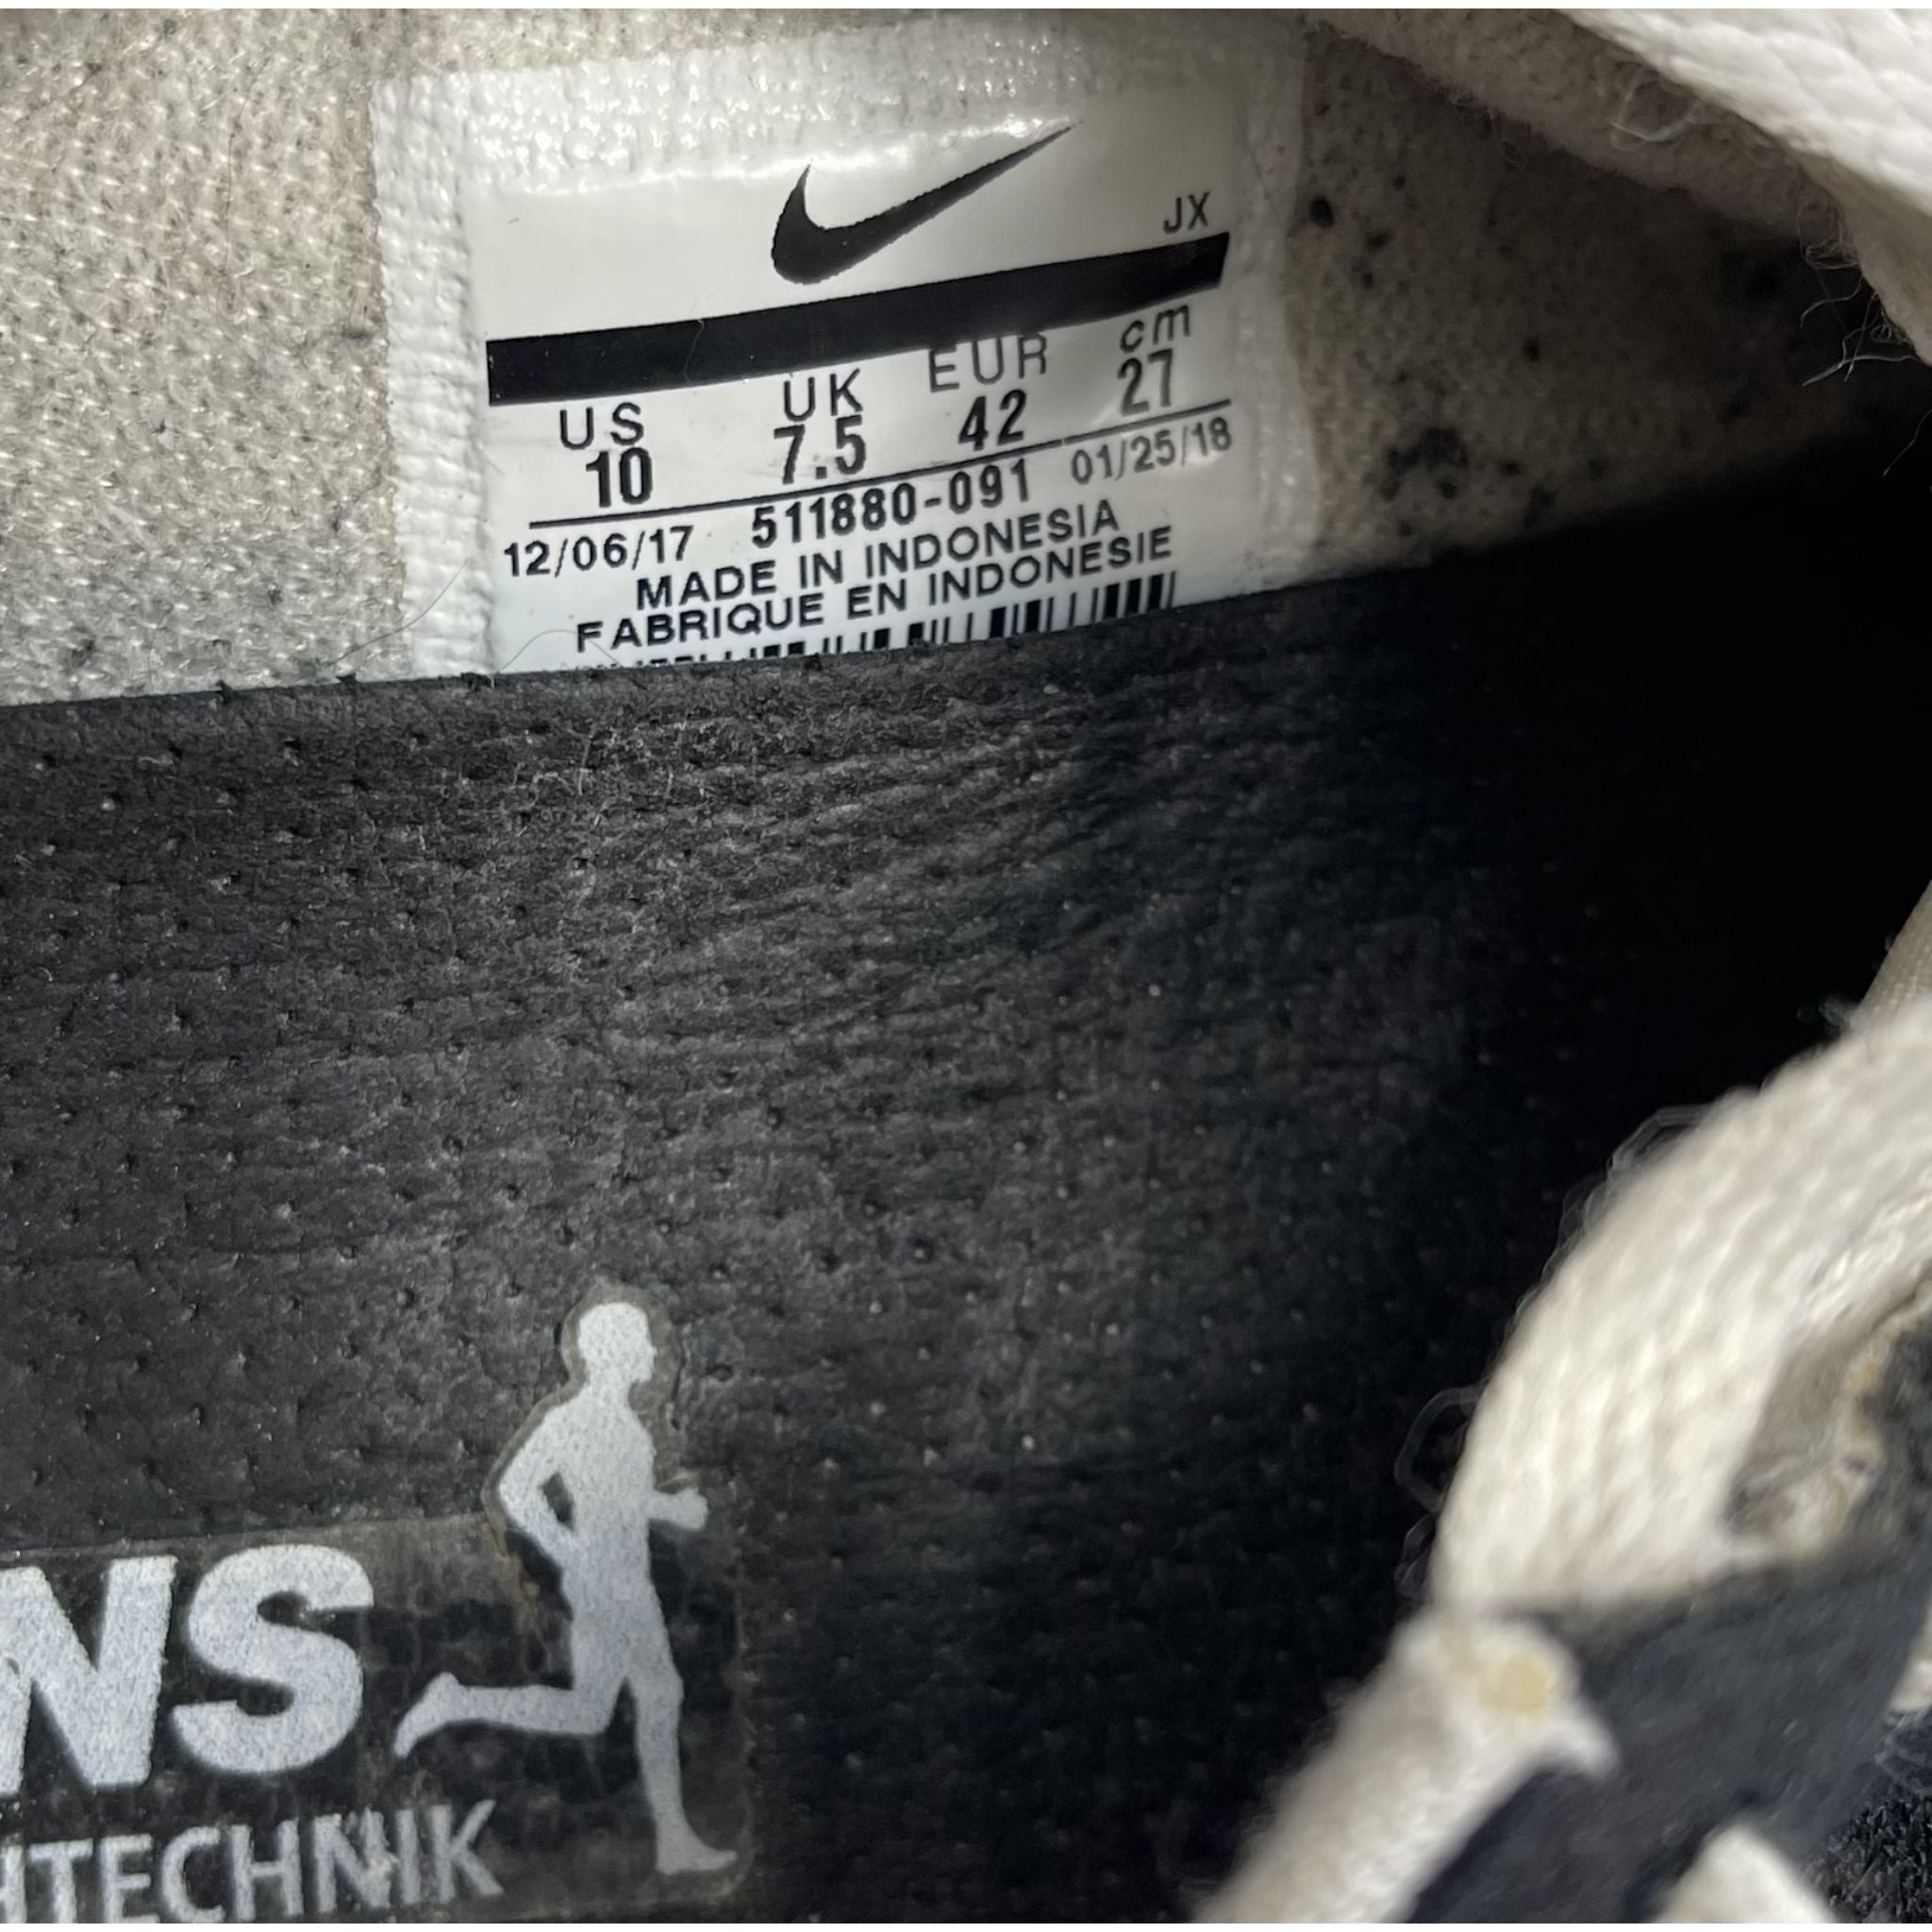 JX
US UK EUR cm
10 7.5 42 27
12/06/17 511880-091 01/25/18
MADE IN INDONESIA
FABRIQUE EN INDONESIE
NS
HTECHNIK